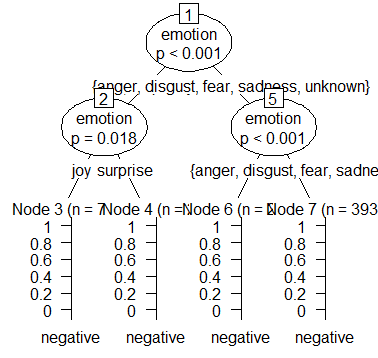 1
emotion
p < 0.001
{anger, disgust, fear, sadness, unknown}
2
emotion
p = 0.018
5
emotion
p < 0.001
joy surprise
{anger, disgust, fear, sadne
Node 3 (n = 7
Node 4 (n =
Node 6 (n =
Node 7 (n = 393
1 1 1 1
0.8 0.8 0.8 0.8
0.6 0.6 0.6 0.6
0.4 0.4 0.4 0.4
0.2 0.2 0.2 0.2
0 0 0 0
negative negative negative negative